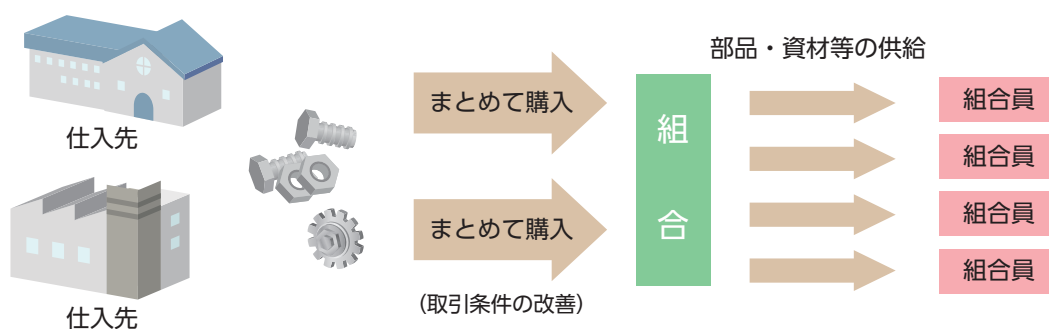 仕入先
仕入先
まとめて購入
まとめて購入
(取引条件の改善)
組合
部品・資材等の供給
組合員
組合員
組合員
組合員